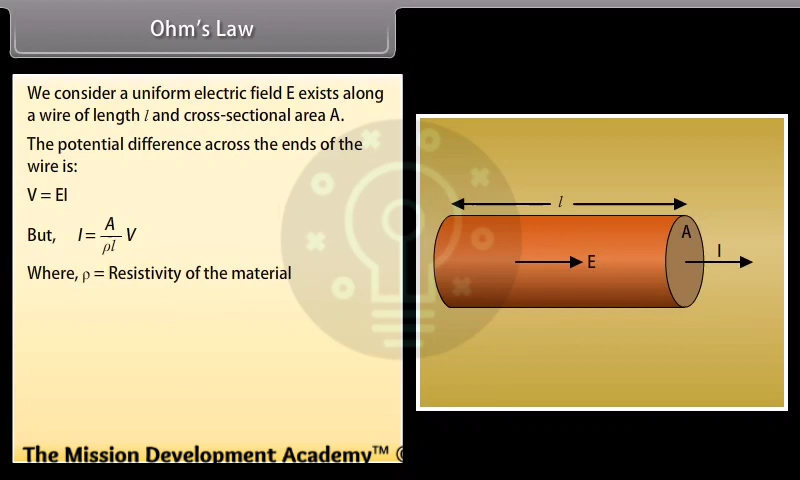 Ohm's Law
We consider a uniform electric field E exists along
a wire of length l and cross-sectional area A.
The potential difference across the ends of the
wire is:
V = El
But, I = A/ρl V
Where, ρ = Resistivity of the material
l
A
E
I
The Mission Development Academy™ ©